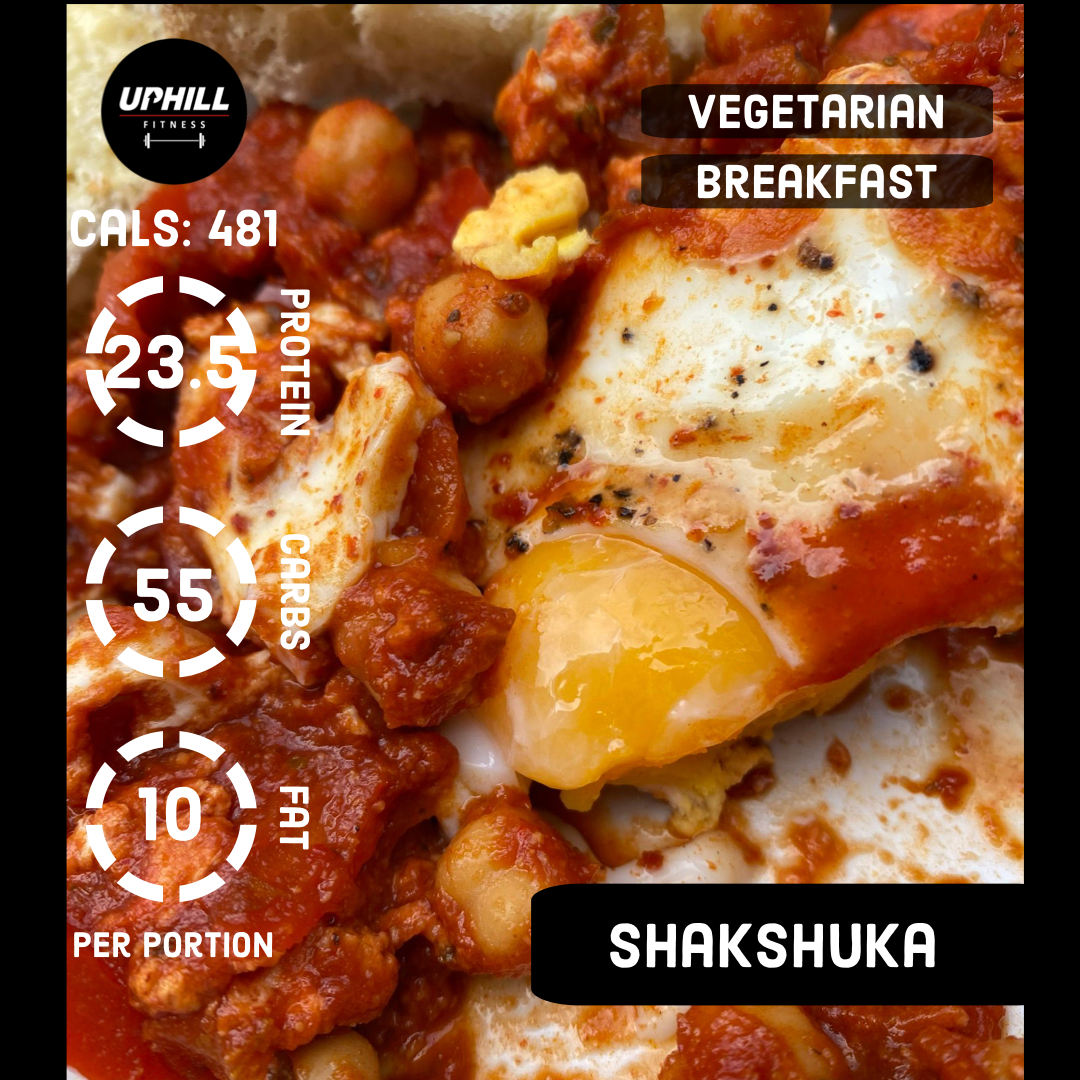 UPHILL
FITNESS
VEGETARIAN
BREAKFAST
CALS: 481
23.5
PROTEIN
55
CARBS
10
FAT
PER PORTION
SHAKSHUKA